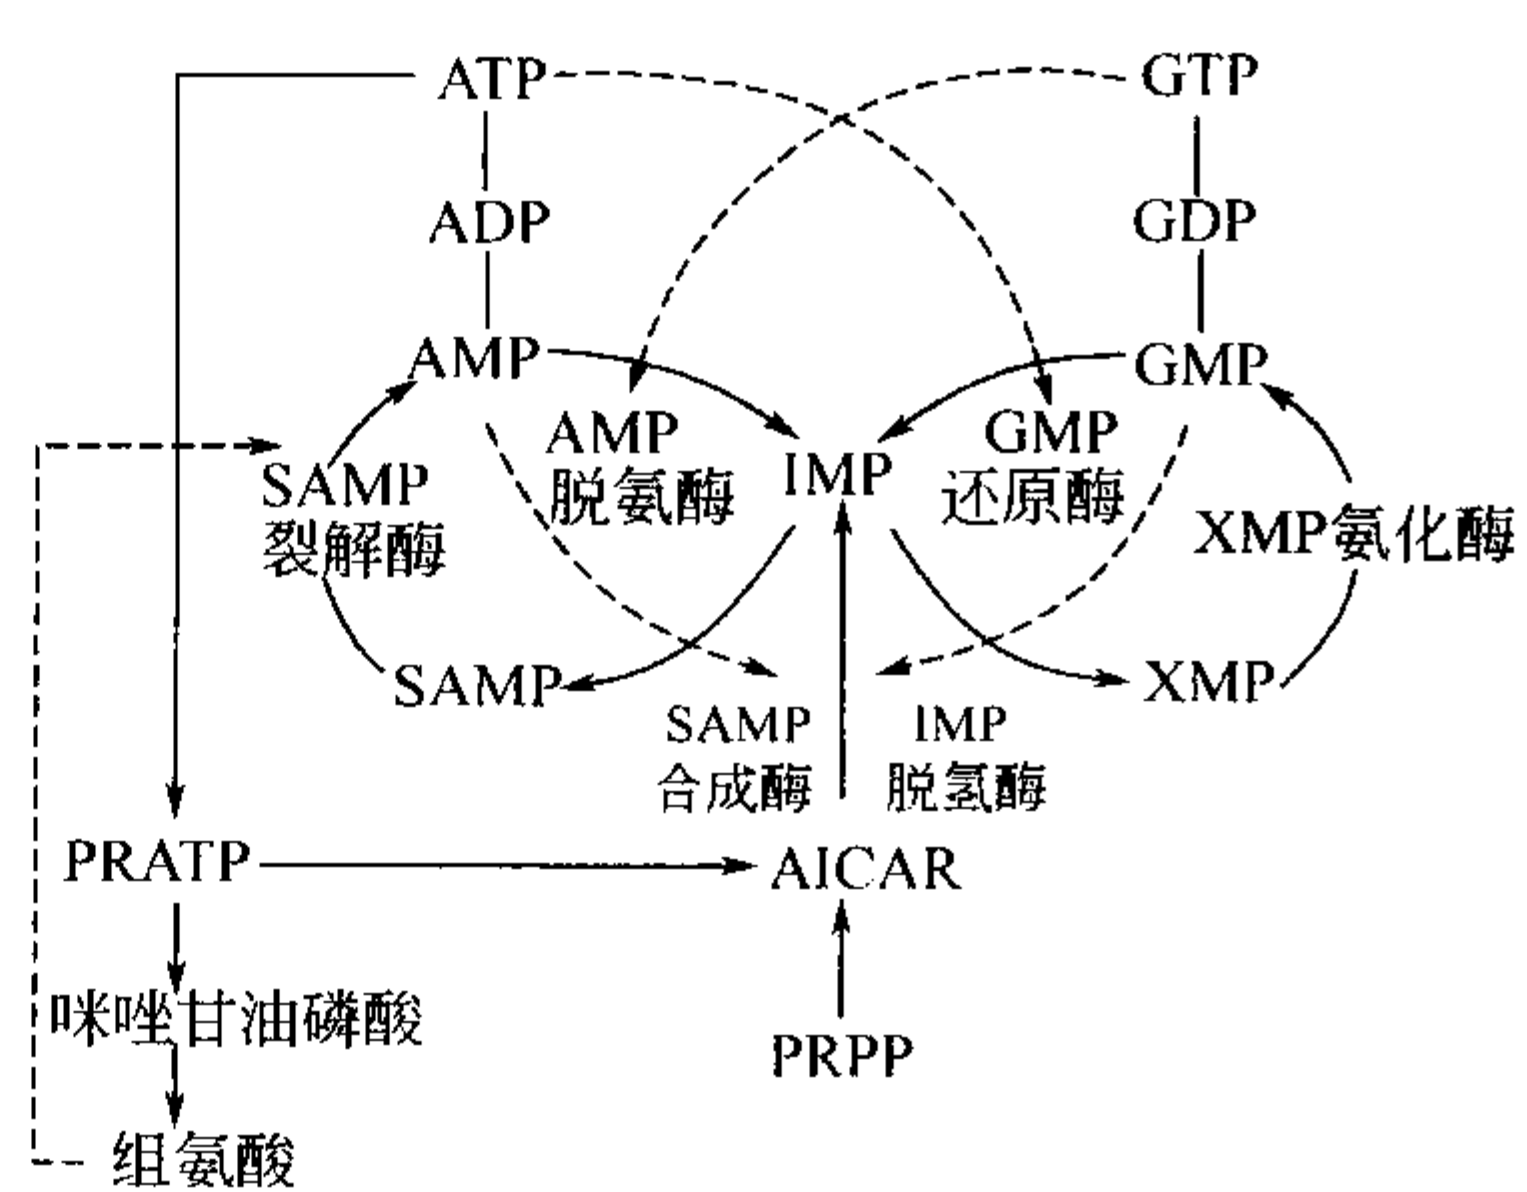 ATP
GTP
ADP
GDP
AMP
GMP
AMP
脱氨酶
IMP
GMP
还原酶
SAMP
裂解酶
XMP氨化酶
SAMP
XMP
SAMP
合成酶
IMP
脱氢酶
PRATP
AICAR
咪唑甘油磷酸
PRPP
组氨酸